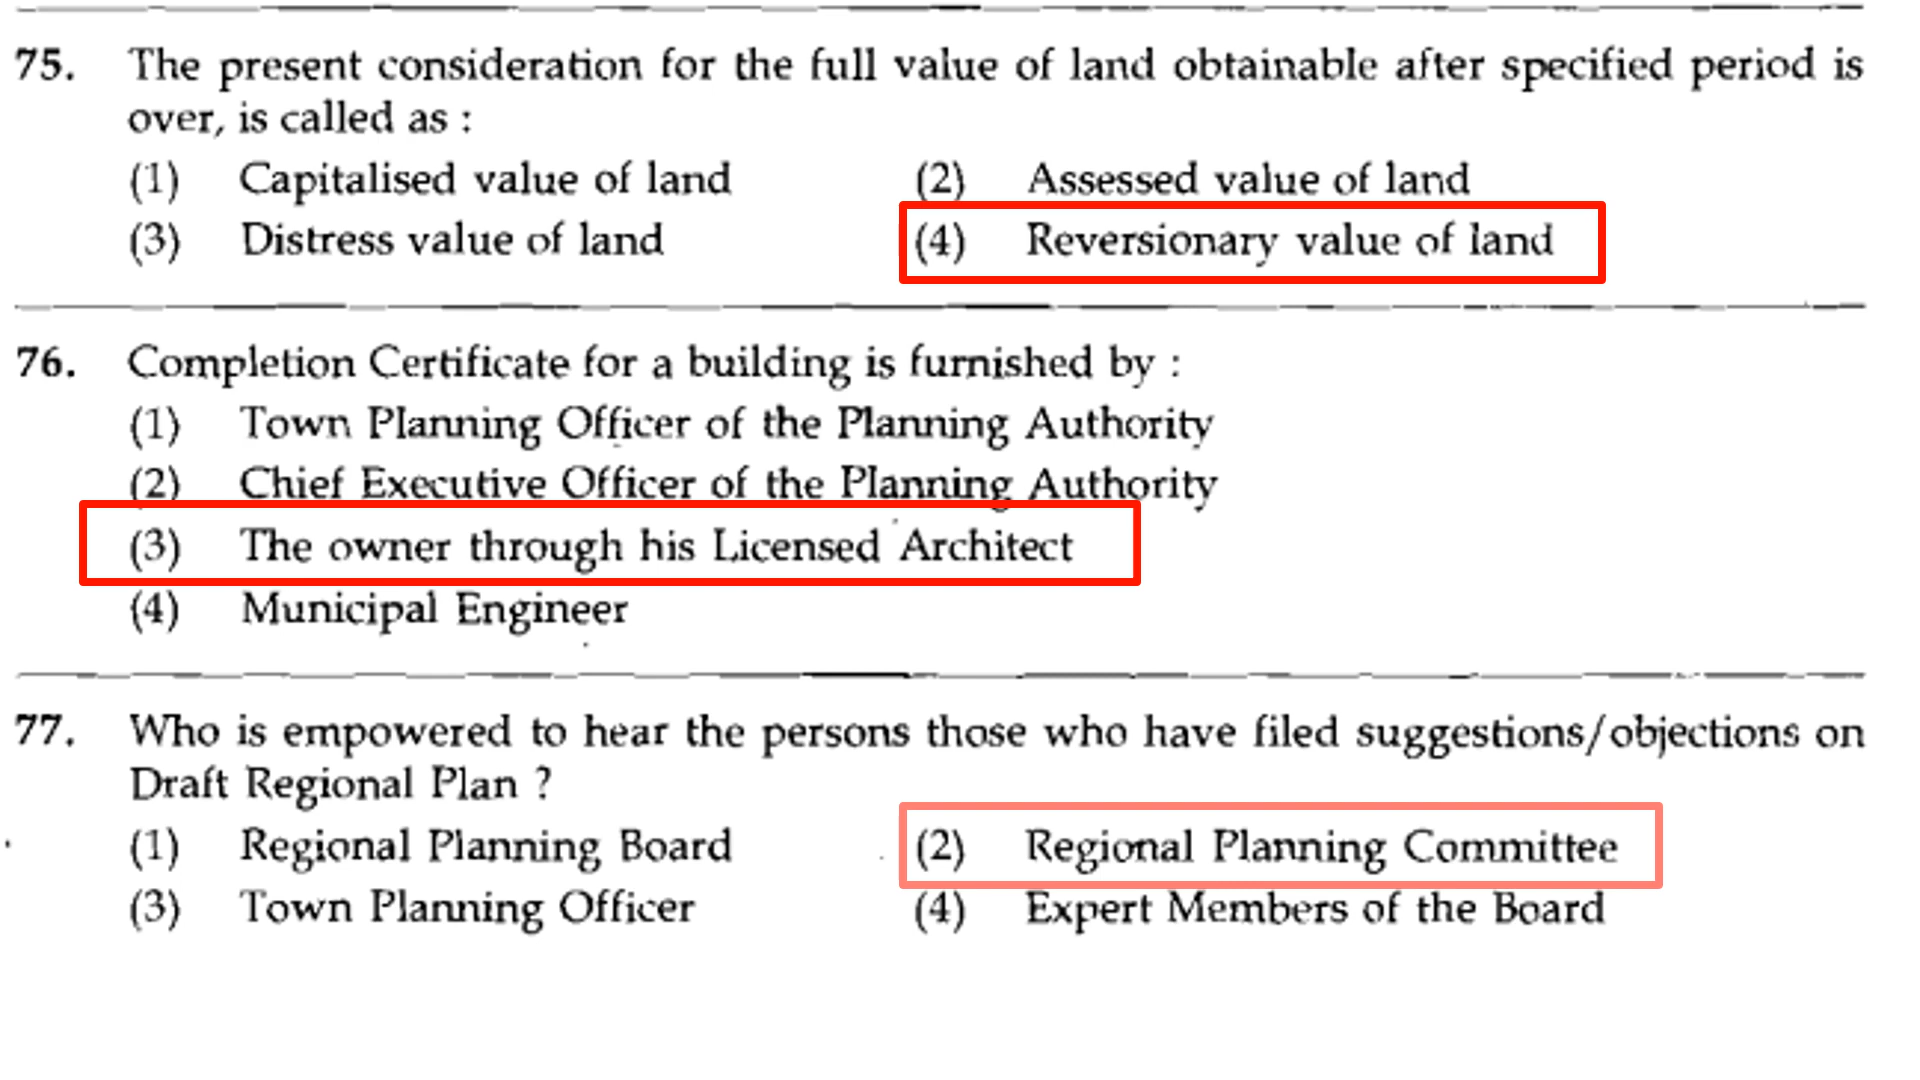 75. The present consideration for the full value of land obtainable after specified period is
over, is called as :
(1) Capitalised value of land (2) Assessed value of land
(3) Distress value of land (4) Reversionary value of land
76. Completion Certificate for a building is furnished by :
(1) Town Planning Officer of the Planning Authority
(2) Chief Executive Officer of the Planning Authority
(3) The owner through his Licensed Architect
(4) Municipal Engineer
77. Who is empowered to hear the persons those who have filed suggestions/objections on
Draft Regional Plan ?
(1) Regional Planning Board (2) Regional Planning Committee
(3) Town Planning Officer (4) Expert Members of the Board